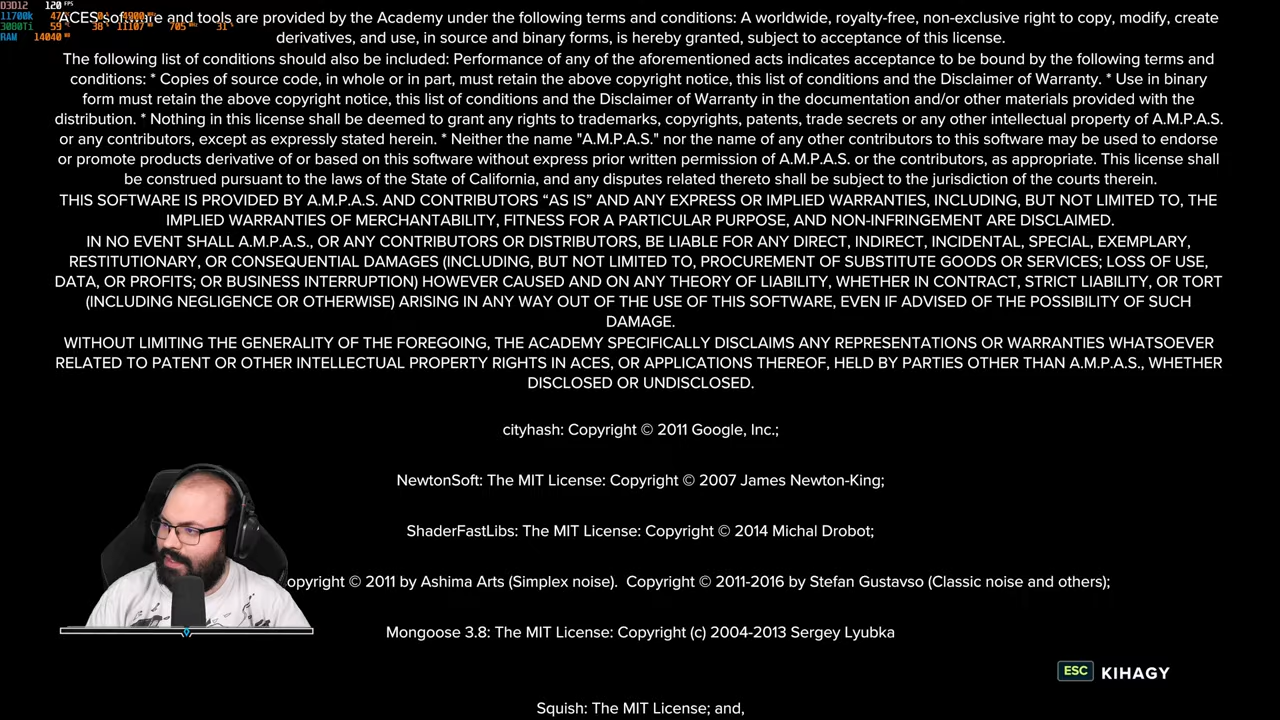 D3D12 120 FPS
11700k 47 °C 0 % 4900
3080Ti 59 °C 38 % 11107 705 31
RAM 14040 MB
ACES software and tools are provided by the Academy under the following terms and conditions: A worldwide, royalty-free, non-exclusive right to copy, modify, create
derivatives, and use, in source and binary forms, is hereby granted, subject to acceptance of this license.
The following list of conditions should also be included: Performance of any of the aforementioned acts indicates acceptance to be bound by the following terms and
conditions: * Copies of source code, in whole or in part, must retain the above copyright notice, this list of conditions and the Disclaimer of Warranty. * Use in binary
form must retain the above copyright notice, this list of conditions and the Disclaimer of Warranty in the documentation and/or other materials provided with the
distribution. * Nothing in this license shall be deemed to grant any rights to trademarks, copyrights, patents, trade secrets or any other intellectual property of A.M.P.A.S.
or any contributors, except as expressly stated herein. * Neither the name "A.M.P.A.S." nor the name of any other contributors to this software may be used to endorse
or promote products derivative of or based on this software without express prior written permission of A.M.P.A.S. or the contributors, as appropriate. This license shall
be construed pursuant to the laws of the State of California, and any disputes related thereto shall be subject to the jurisdiction of the courts therein.
THIS SOFTWARE IS PROVIDED BY A.M.P.A.S. AND CONTRIBUTORS “AS IS” AND ANY EXPRESS OR IMPLIED WARRANTIES, INCLUDING, BUT NOT LIMITED TO, THE
IMPLIED WARRANTIES OF MERCHANTABILITY, FITNESS FOR A PARTICULAR PURPOSE, AND NON-INFRINGEMENT ARE DISCLAIMED.
IN NO EVENT SHALL A.M.P.A.S., OR ANY CONTRIBUTORS OR DISTRIBUTORS, BE LIABLE FOR ANY DIRECT, INDIRECT, INCIDENTAL, SPECIAL, EXEMPLARY,
RESTITUTIONARY, OR CONSEQUENTIAL DAMAGES (INCLUDING, BUT NOT LIMITED TO, PROCUREMENT OF SUBSTITUTE GOODS OR SERVICES; LOSS OF USE,
DATA, OR PROFITS; OR BUSINESS INTERRUPTION) HOWEVER CAUSED AND ON ANY THEORY OF LIABILITY, WHETHER IN CONTRACT, STRICT LIABILITY, OR TORT
(INCLUDING NEGLIGENCE OR OTHERWISE) ARISING IN ANY WAY OUT OF THE USE OF THIS SOFTWARE, EVEN IF ADVISED OF THE POSSIBILITY OF SUCH
DAMAGE.
WITHOUT LIMITING THE GENERALITY OF THE FOREGOING, THE ACADEMY SPECIFICALLY DISCLAIMS ANY REPRESENTATIONS OR WARRANTIES WHATSOEVER
RELATED TO PATENT OR OTHER INTELLECTUAL PROPERTY RIGHTS IN ACES, OR APPLICATIONS THEREOF, HELD BY PARTIES OTHER THAN A.M.P.A.S., WHETHER
DISCLOSED OR UNDISCLOSED.
cityhash: Copyright © 2011 Google, Inc.;
NewtonSoft: The MIT License: Copyright © 2007 James Newton-King;
ShaderFastLibs: The MIT License: Copyright © 2014 Michal Drobot;
opyright © 2011 by Ashima Arts (Simplex noise). Copyright © 2011-2016 by Stefan Gustavso (Classic noise and others);
Mongoose 3.8: The MIT License: Copyright (c) 2004-2013 Sergey Lyubka
ESC KIHAGY
Squish: The MIT License; and,